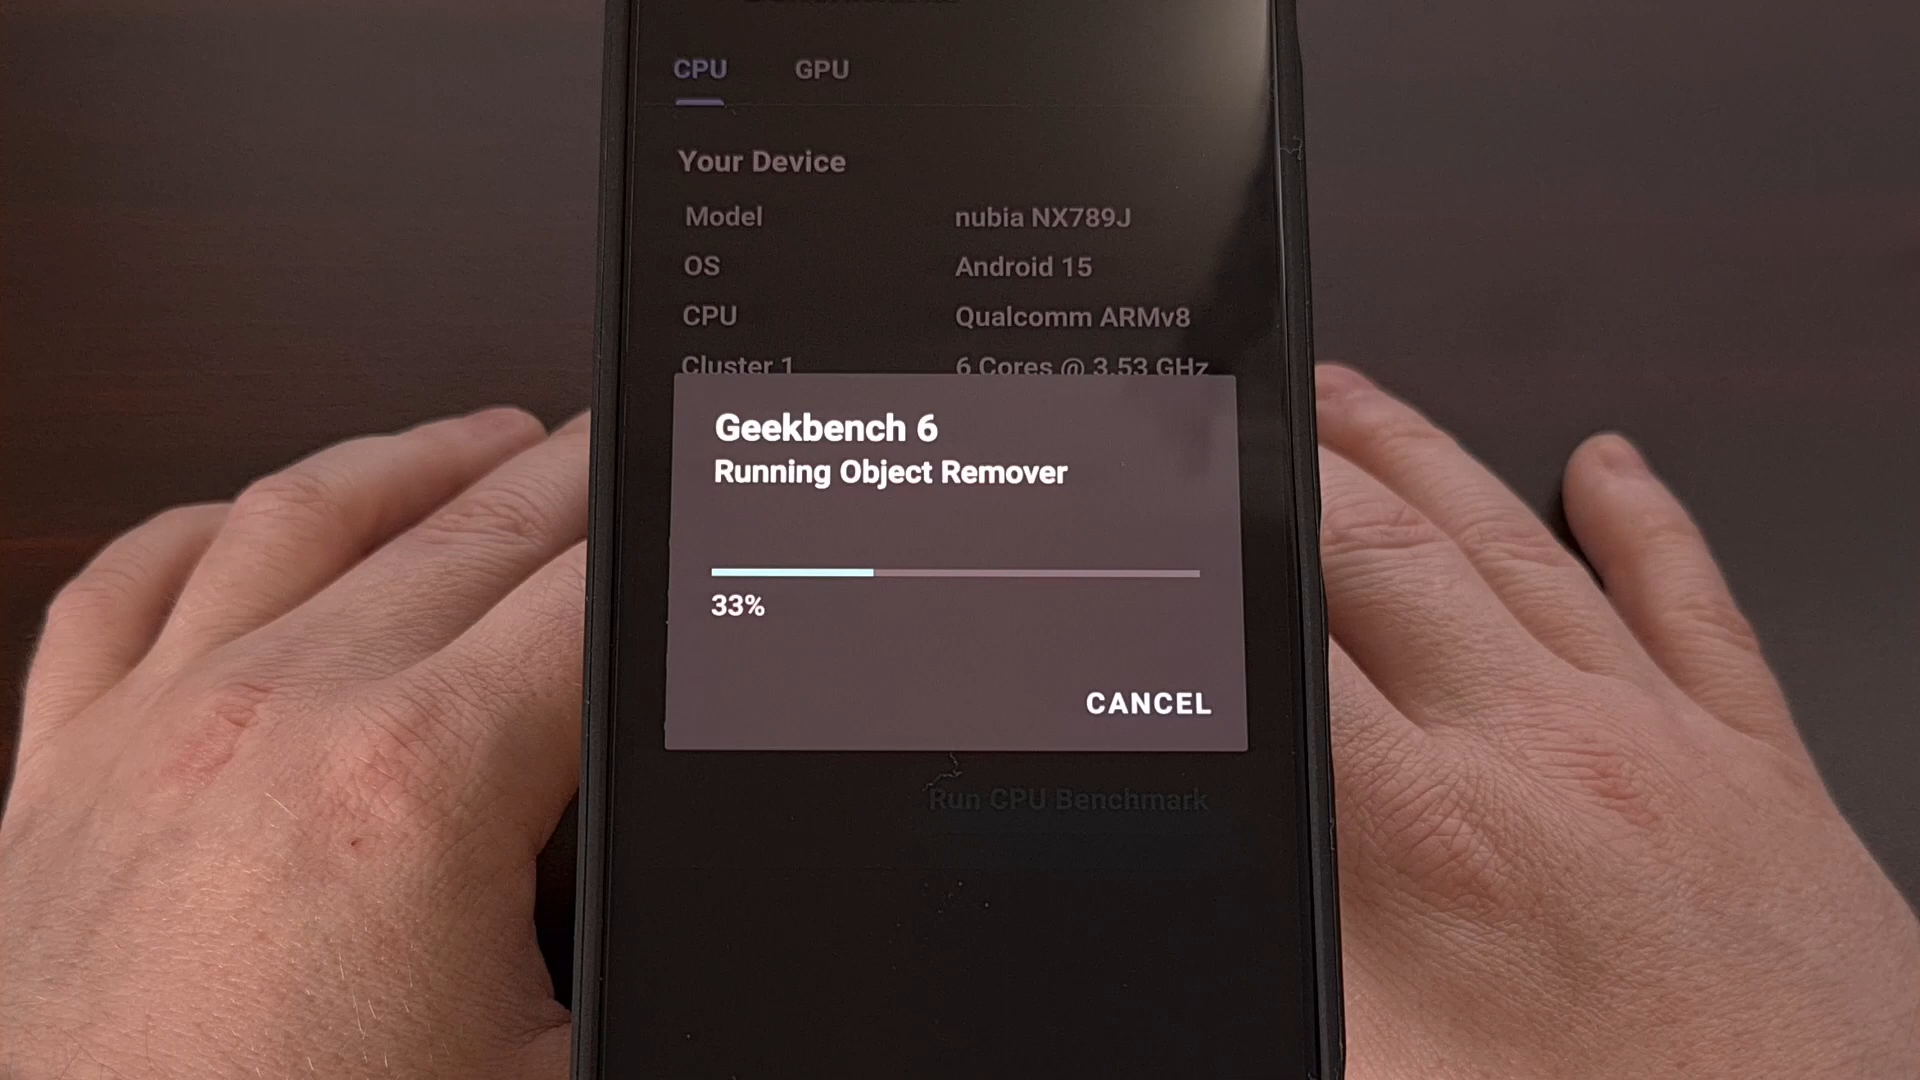 CPU GPU
Your Device
Model nubia NX789J
OS Android 15
CPU Qualcomm ARMv8
Cluster 1 6 Cores @ 3.53 GHz
Geekbench 6
Running Object Remover
33%
CANCEL
Run CPU Benchmark